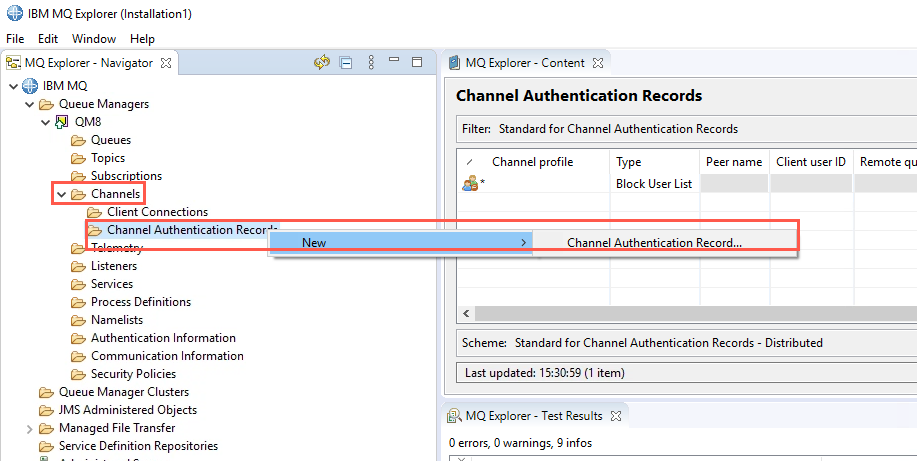 IBM MQ Explorer (Installation1)
File Edit Window Help
MQ Explorer - Navigator
IBM MQ
Queue Managers
QM8
Queues
Topics
Subscriptions
Channels
Client Connections
Channel Authentication Records
New
Channel Authentication Record...
Telemetry
Listeners
Services
Process Definitions
Namelists
Authentication Information
Communication Information
Security Policies
Queue Manager Clusters
JMS Administered Objects
Managed File Transfer
Service Definition Repositories
MQ Explorer - Content
Channel Authentication Records
Filter: Standard for Channel Authentication Records
Channel profile Type Peer name Client user ID Remote qu
* Block User List
Scheme: Standard for Channel Authentication Records - Distributed
Last updated: 15:30:59 (1 item)
MQ Explorer - Test Results
0 errors, 0 warnings, 9 infos